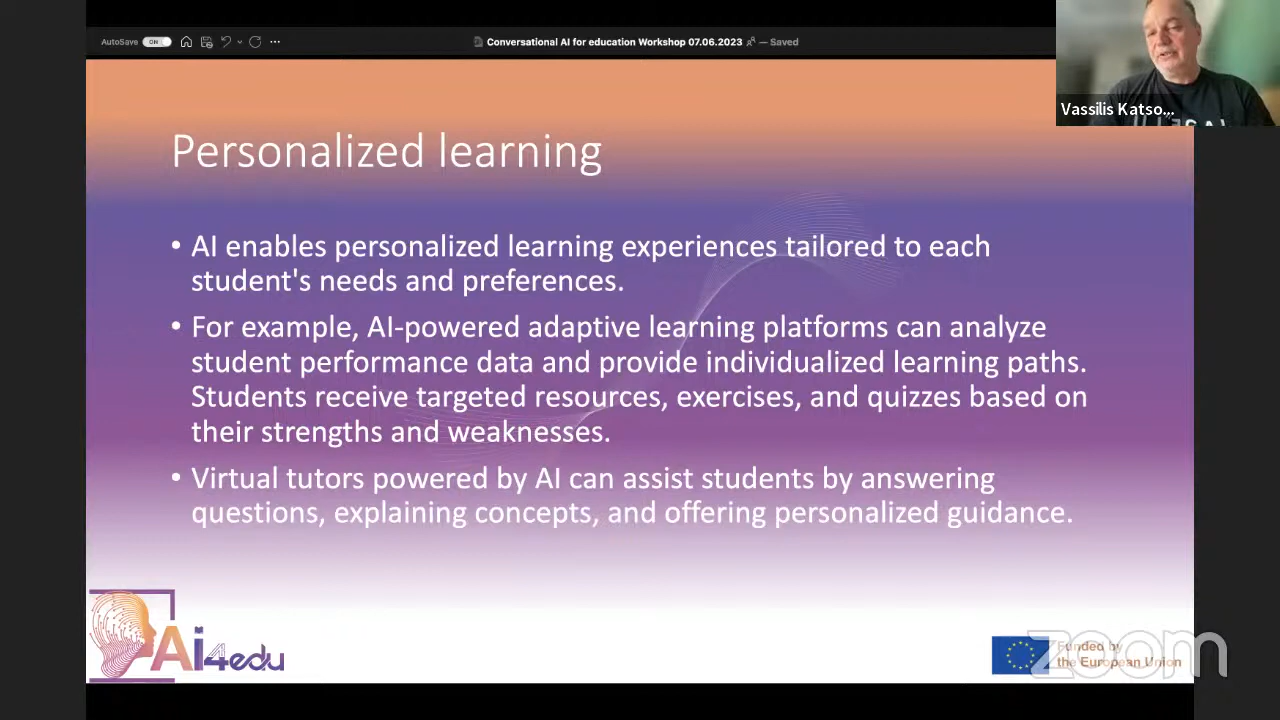 AutoSave ON
Conversational AI for education Workshop 07.06.2023 — Saved
Vassilis Katso...
Personalized learning
• AI enables personalized learning experiences tailored to each
student's needs and preferences.
• For example, AI-powered adaptive learning platforms can analyze
student performance data and provide individualized learning paths.
Students receive targeted resources, exercises, and quizzes based on
their strengths and weaknesses.
• Virtual tutors powered by AI can assist students by answering
questions, explaining concepts, and offering personalized guidance.
Ai4edu
Funded by
the European Union
zoom